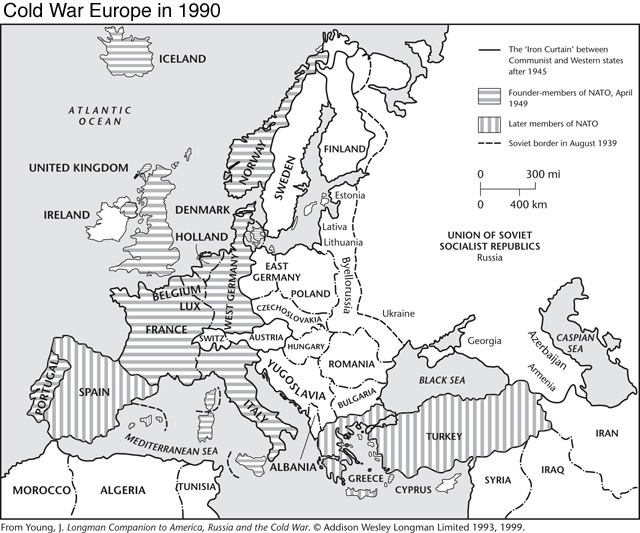 Cold War Europe in 1990
ICELAND
ATLANTIC
OCEAN
The 'Iron Curtain' between
Communist and Western states
after 1945
Founder-members of NATO, April
1949
Later members of NATO
Soviet border in August 1939
0 300 mi
0 400 km
UNITED KINGDOM
IRELAND
NORWAY
SWEDEN
FINLAND
DENMARK
HOLLAND
Estonia
Lativa
Lithuania
Byellorussia
UNION OF SOVIET
SOCIALIST REPUBLICS
Russia
BELGIUM
LUX
WEST GERMANY
EAST
GERMANY
POLAND
CZECHOSLOVAKIA
Ukraine
FRANCE
SWITZ
AUSTRIA
HUNGARY
ROMANIA
Georgia
Azerbaijan
Armenia
CASPIAN
SEA
PORTUGAL
SPAIN
ITALY
YUGOSLAVIA
BULGARIA
BLACK SEA
MEDITERRANEAN SEA
ALBANIA
GREECE
TURKEY
CYPRUS
SYRIA
IRAQ
IRAN
MOROCCO
ALGERIA
TUNISIA
From Young, J. Longman Companion to America, Russia and the Cold War. © Addison Wesley Longman Limited 1993, 1999.